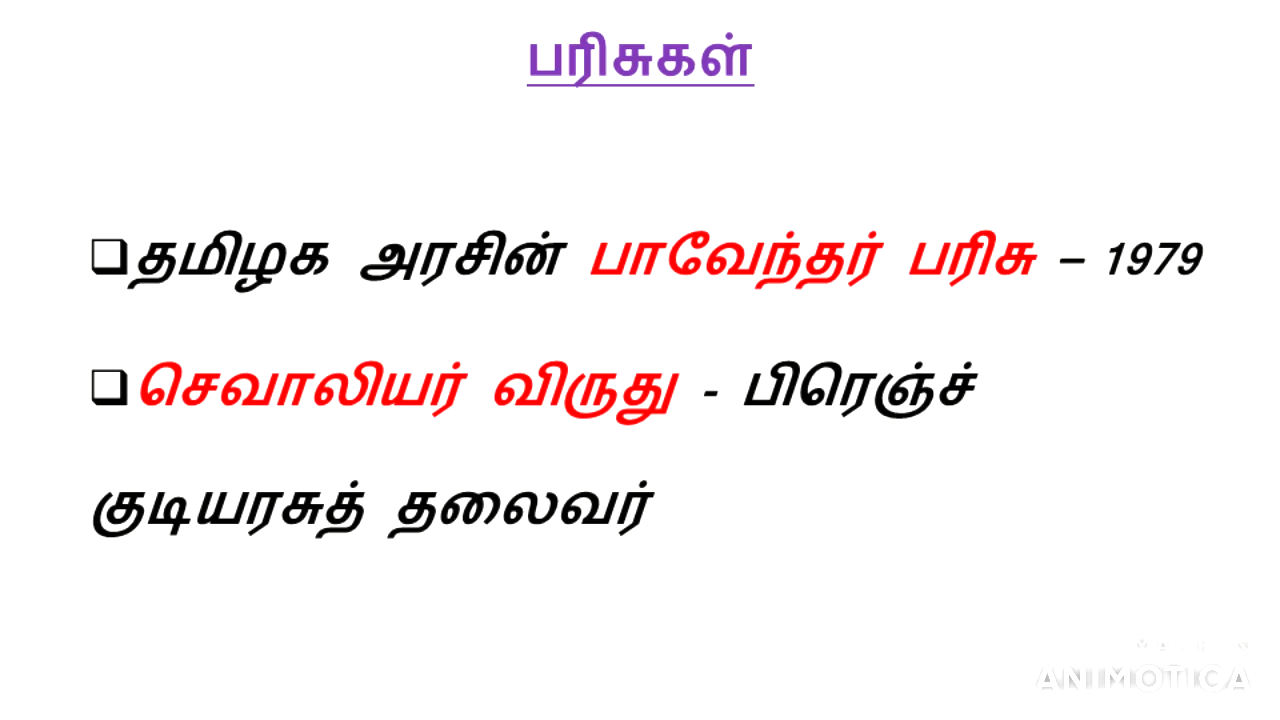 பரிசுகள்
❑தமிழக அரசின் பாவேந்தர் பரிசு – 1979
❑செவாலியர் விருது - பிரெஞ்ச்
குடியரசுத் தலைவர்
ANIMOTICA